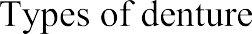 Types of denture